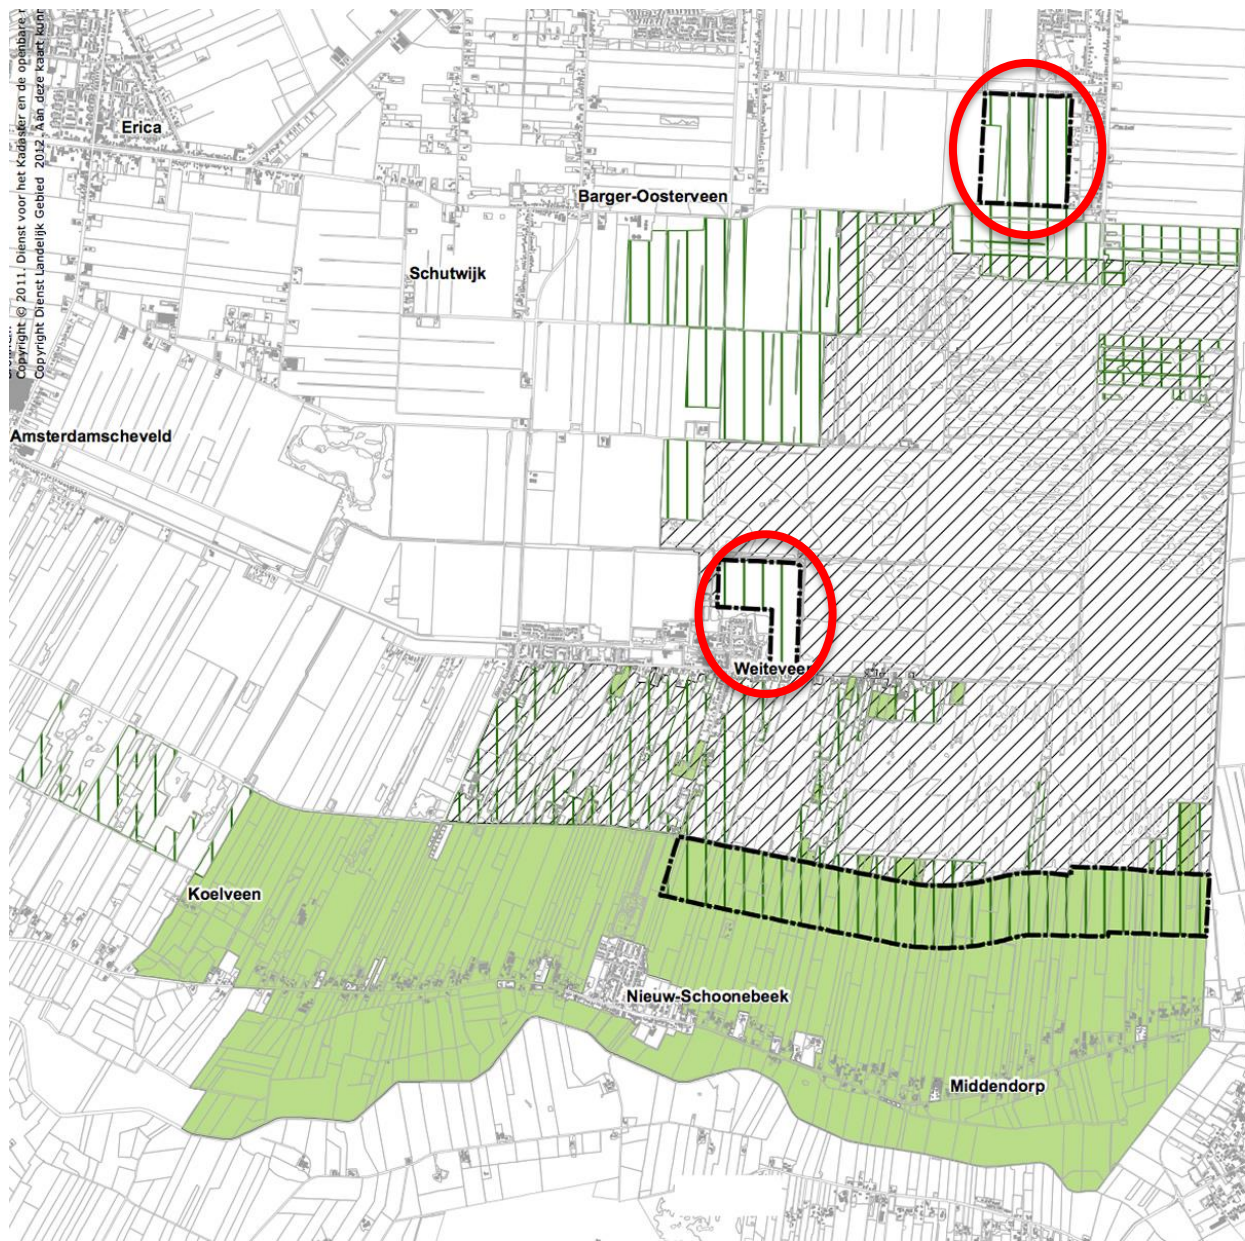 Copyright © 2011, Dienst voor het Kadaster en de openbare
Copyright Dienst Landelijk Gebied 2012. Aan deze kaart
Erica
Barger-Oosterveen
Schutwijk
Amsterdamscheveld
Weiteveen
Koelveen
Nieuw-Schoonebeek
Middendorp